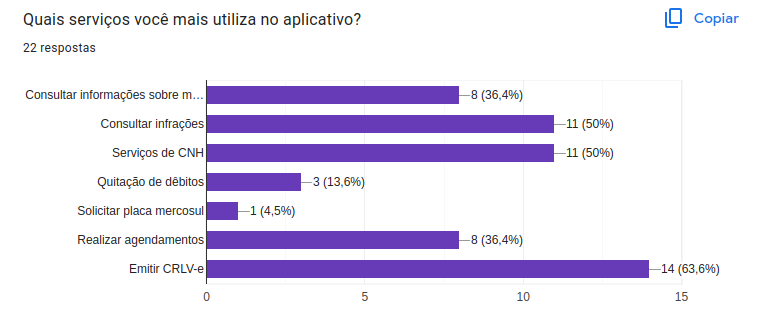 Quais serviços você mais utiliza no aplicativo?
Copiar
22 respostas
Consultar informações sobre m… 8 (36,4%)
Consultar infrações 11 (50%)
Serviços de CNH 11 (50%)
Quitação de débitos 3 (13,6%)
Solicitar placa mercosul 1 (4,5%)
Realizar agendamentos 8 (36,4%)
Emitir CRLV-e 14 (63,6%)
0 5 10 15